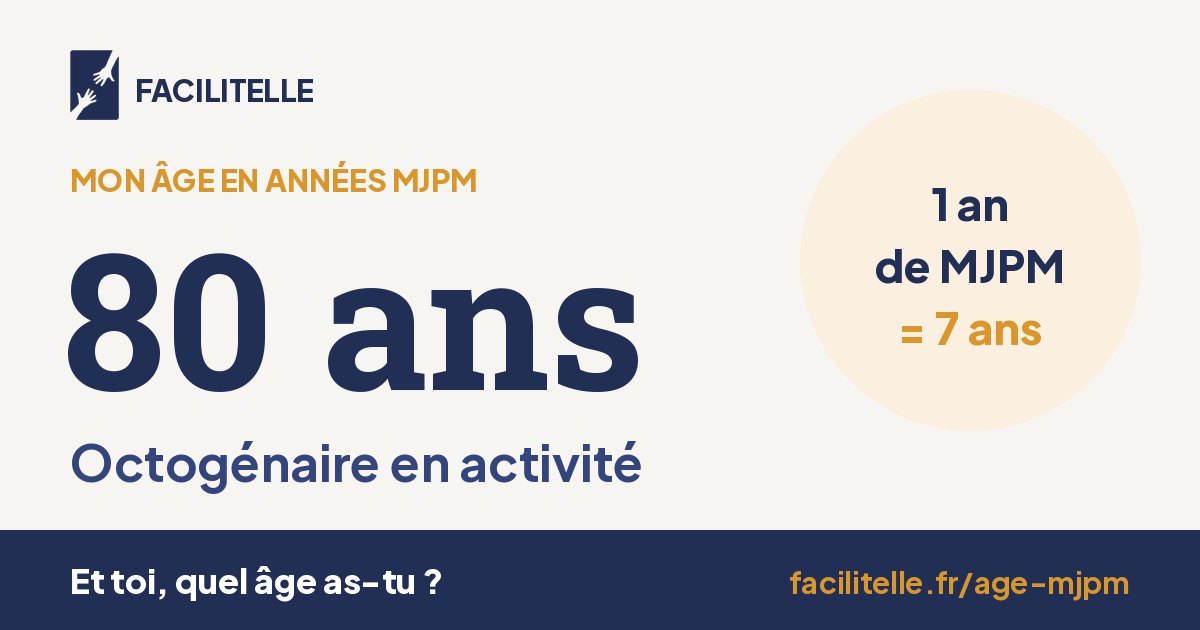 FACILITELLE
MON ÂGE EN ANNÉES MJPM
80 ans
Octogénaire en activité
1 an
de MJPM
= 7 ans
Et toi, quel âge as-tu ?
facilitelle.fr/age-mjpm